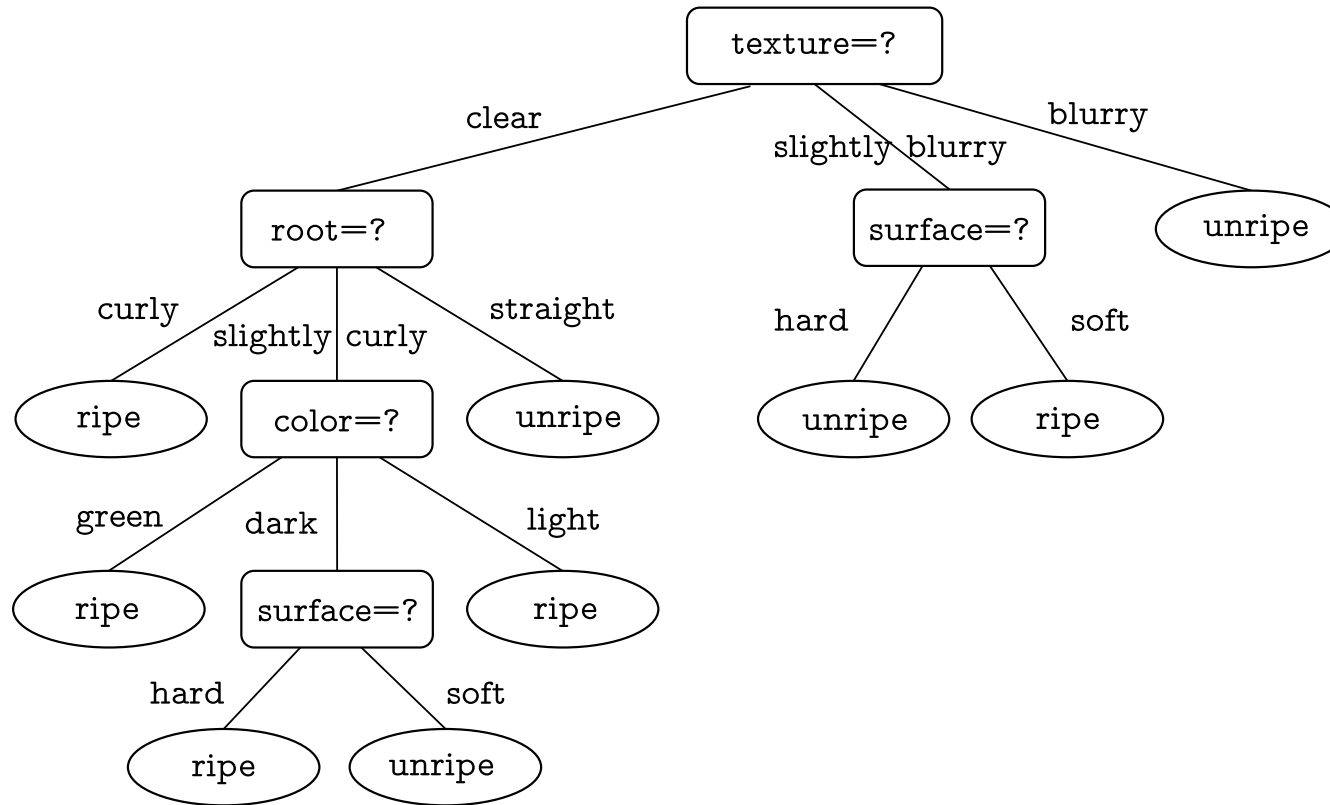 texture=?
clear
slightly blurry
blurry
root=?
surface=?
unripe
curly
slightly curly
straight
hard
soft
ripe
color=?
unripe
unripe
ripe
green
dark
light
ripe
surface=?
ripe
hard
soft
ripe
unripe